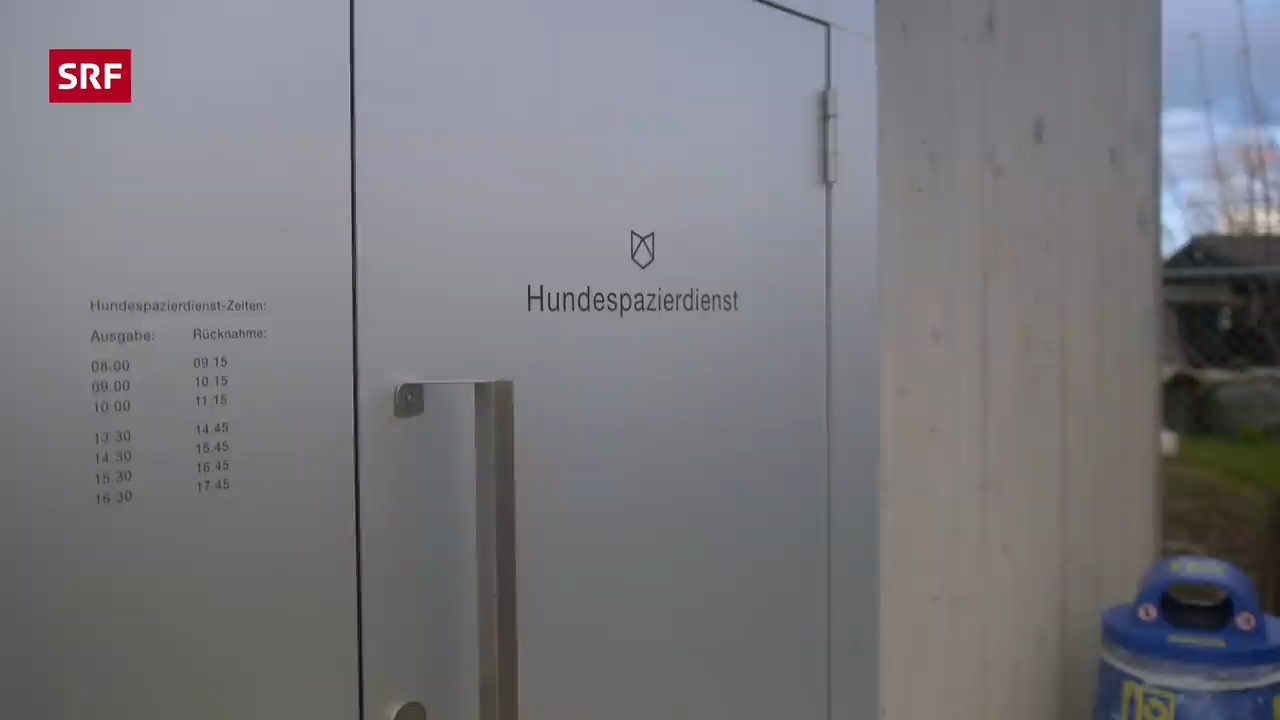 SRF
Hundespazierdienst
Hundespazierdienst-Zeiten:
Ausgabe: Rücknahme:
08.00 09.15
09.00 10.15
10.00 11.15
13.30 14.45
14.30 15.45
15.30 16.45
16.30 17.45